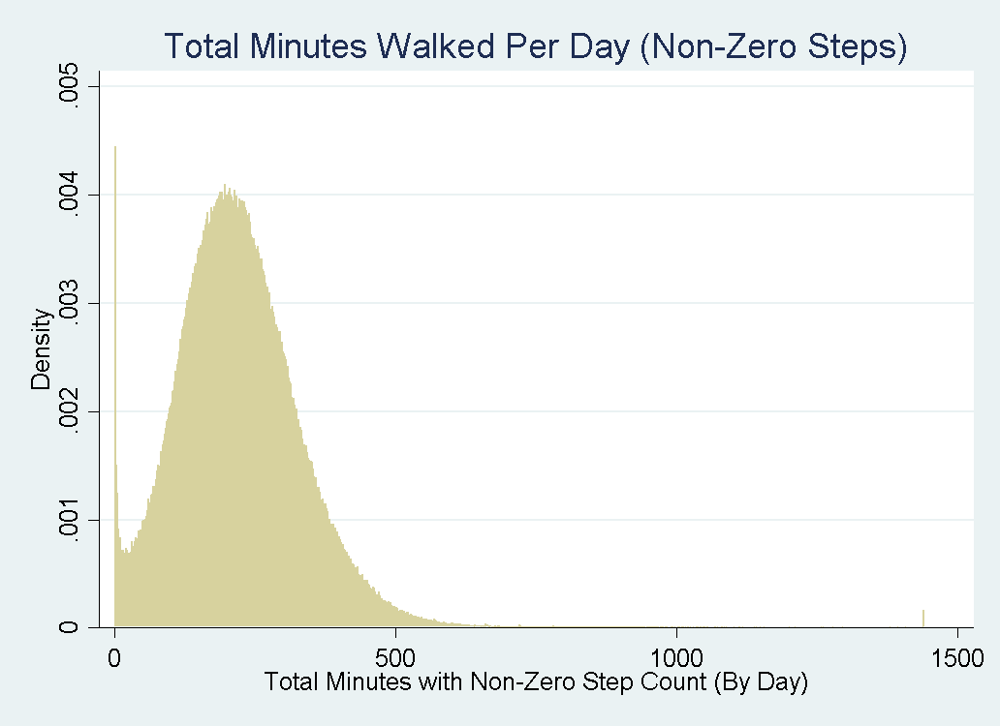 Total Minutes Walked Per Day (Non-Zero Steps)
Density
.005
.004
.003
.002
.001
0
0 500 1000 1500
Total Minutes with Non-Zero Step Count (By Day)